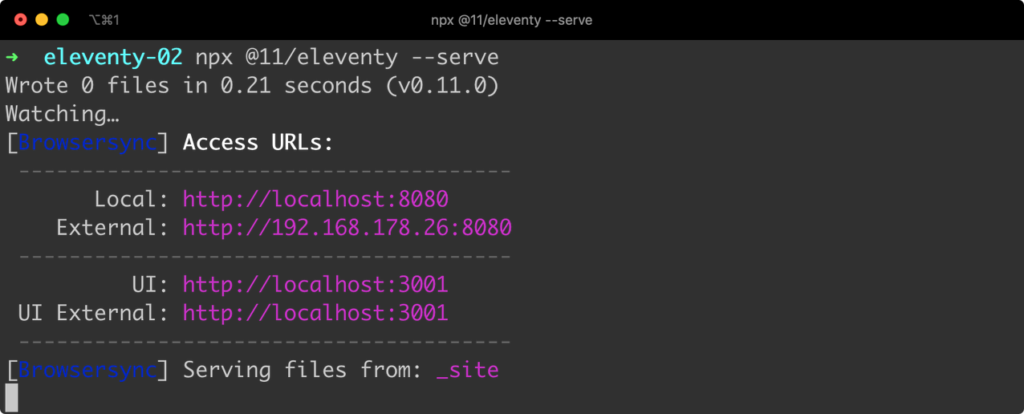 ⌥⌘1 npx @11/eleventy --serve
➜ eleventy-02 npx @11/eleventy --serve
Wrote 0 files in 0.21 seconds (v0.11.0)
Watching…
[Browsersync] Access URLs:
---------------------------------------
Local: http://localhost:8080
External: http://192.168.178.26:8080
---------------------------------------
UI: http://localhost:3001
UI External: http://localhost:3001
---------------------------------------
[Browsersync] Serving files from: _site